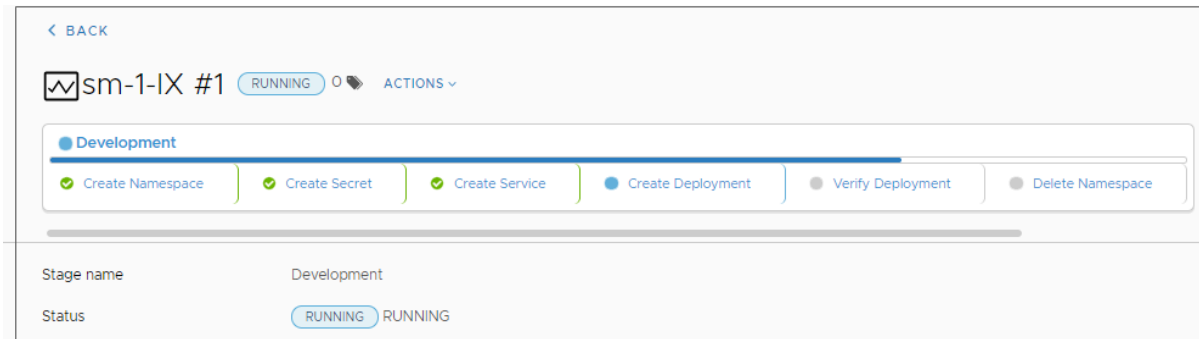 BACK
sm-1-IX #1 RUNNING 0 ACTIONS
Development
Create Namespace Create Secret Create Service Create Deployment Verify Deployment Delete Namespace
Stage name Development
Status RUNNING RUNNING